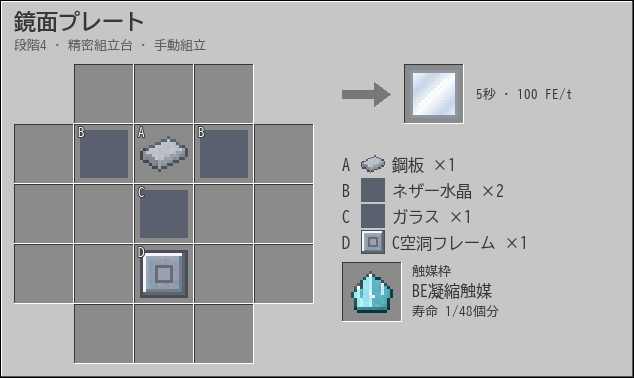 鏡面プレート
段階4 · 精密組立台 · 手動組立
B
A
B
C
D
5秒 · 100 FE/t
A 鋼板 ×1
B ネザー水晶 ×2
C ガラス ×1
D C空洞フレーム ×1
触媒枠
BE凝縮触媒
寿命 1/48個分